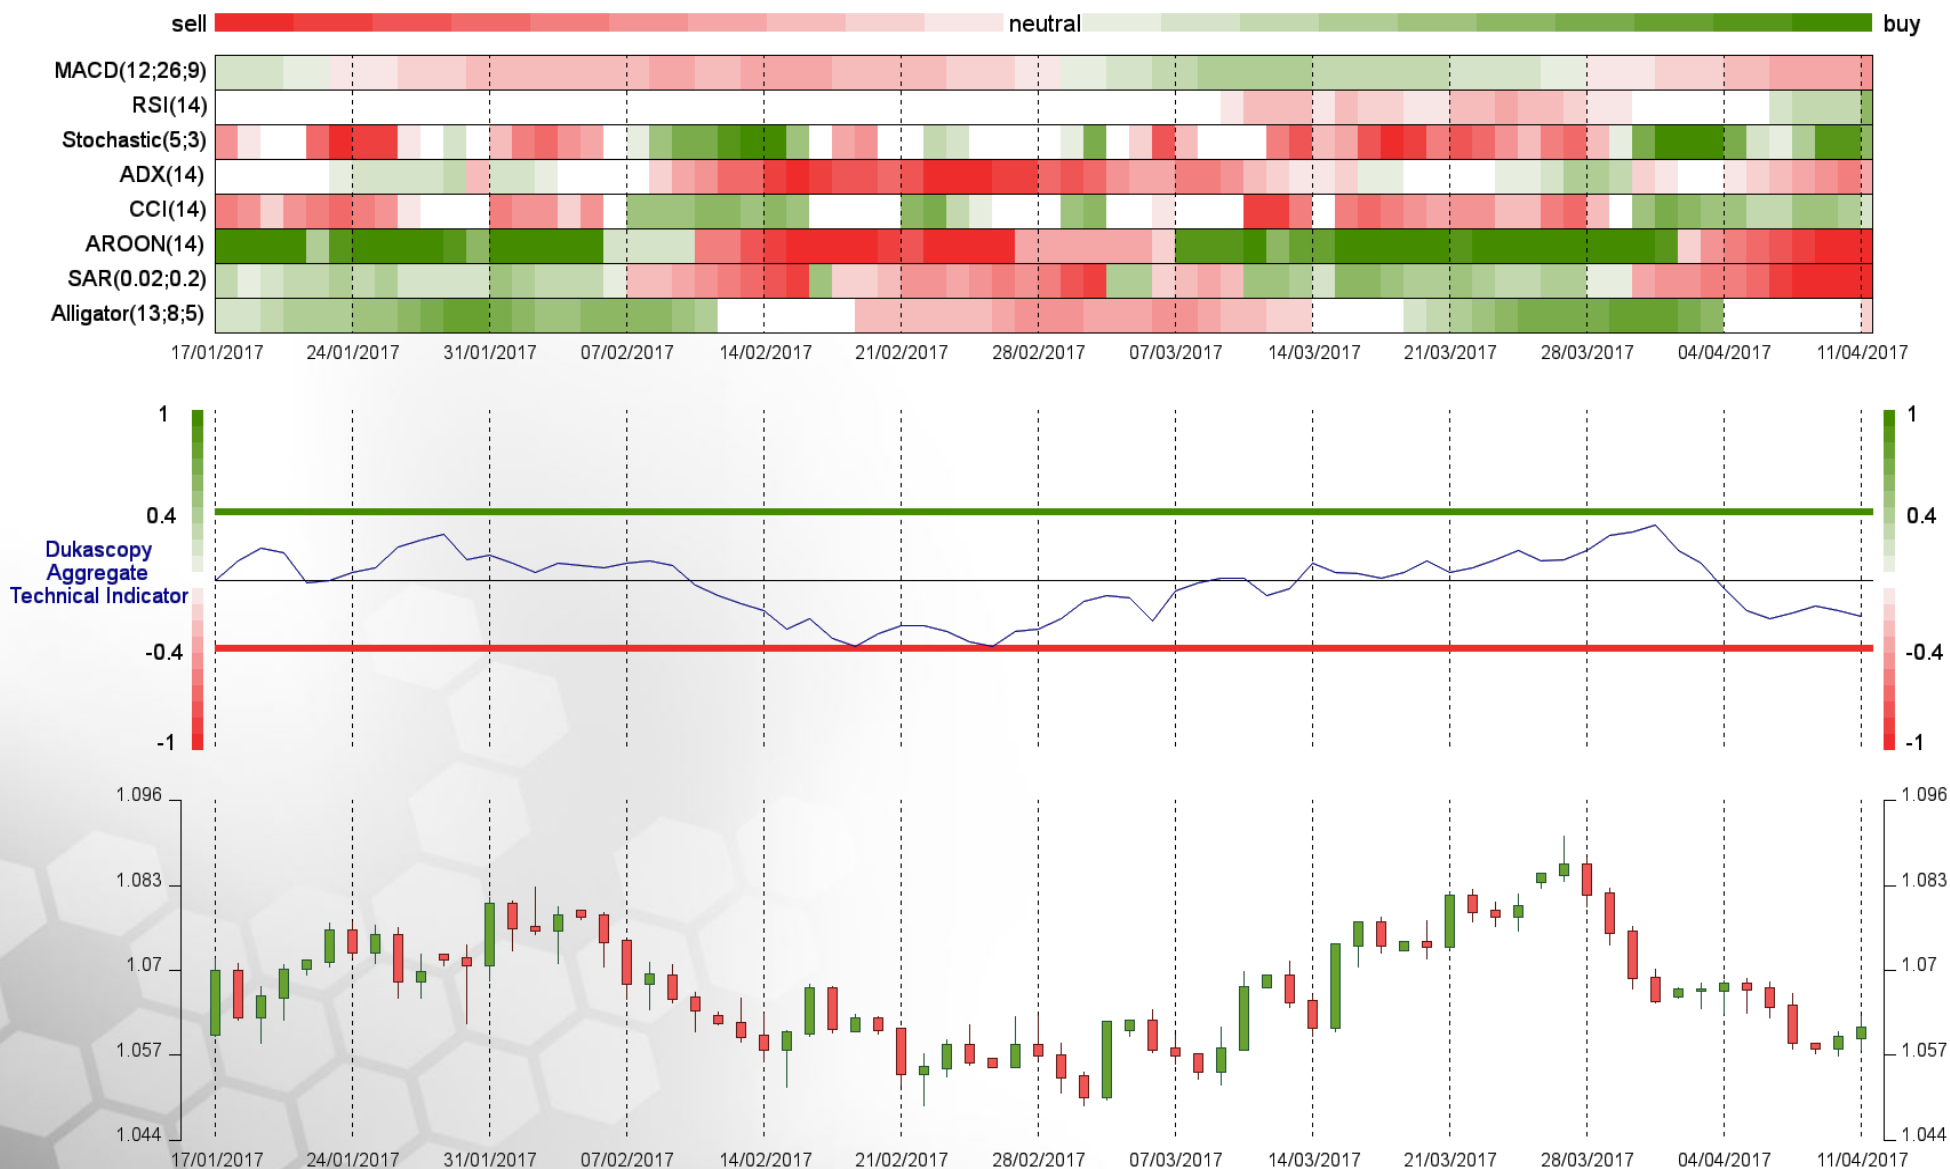 sell neutral buy
MACD(12;26;9)
RSI(14)
Stochastic(5;3)
ADX(14)
CCI(14)
AROON(14)
SAR(0.02;0.2)
Alligator(13;8;5)
17/01/2017 24/01/2017 31/01/2017 07/02/2017 14/02/2017 21/02/2017 28/02/2017 07/03/2017 14/03/2017 21/03/2017 28/03/2017 04/04/2017 11/04/2017
1 1
0.4 0.4
Dukascopy
Aggregate
Technical Indicator
-0.4 -0.4
-1 -1
1.096 1.096
1.083 1.083
1.07 1.07
1.057 1.057
1.044 1.044
17/01/2017 24/01/2017 31/01/2017 07/02/2017 14/02/2017 21/02/2017 28/02/2017 07/03/2017 14/03/2017 21/03/2017 28/03/2017 04/04/2017 11/04/2017